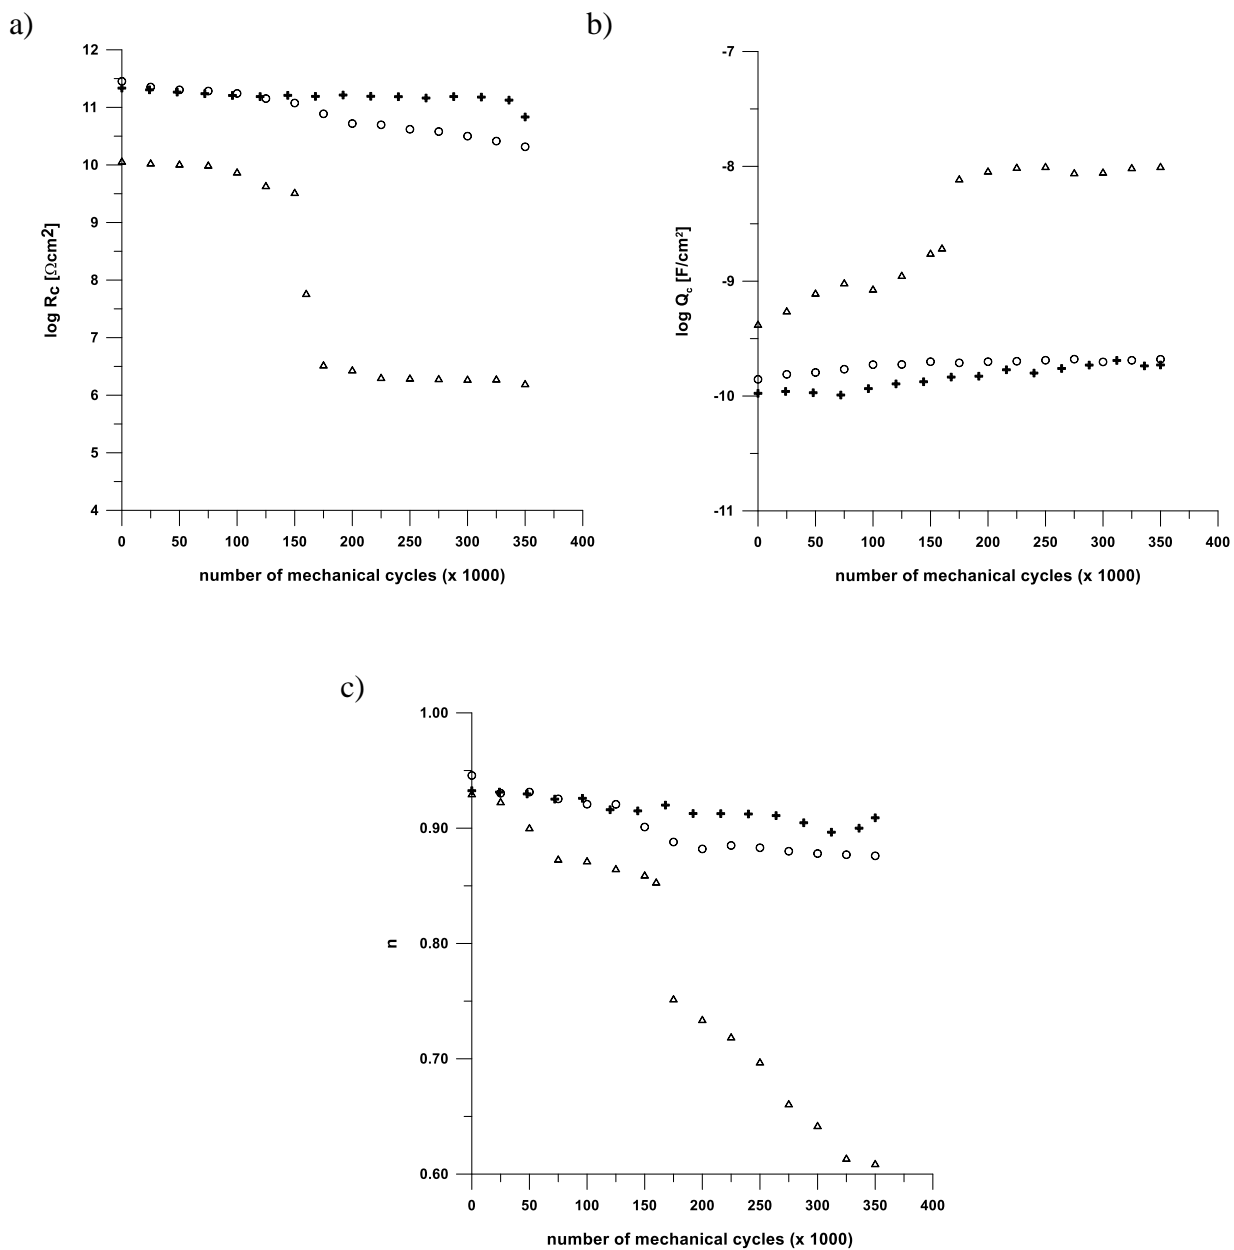 a)
12
11
10
9
8
7
6
5
4
log Rc [Ωcm2]
0 50 100 150 200 250 300 350 400
number of mechanical cycles (x 1000)
b)
-7
-8
-9
-10
-11
log Qc [F/cm²]
0 50 100 150 200 250 300 350 400
number of mechanical cycles (x 1000)
c)
1.00
0.90
0.80
0.70
0.60
n
0 50 100 150 200 250 300 350 400
number of mechanical cycles (x 1000)